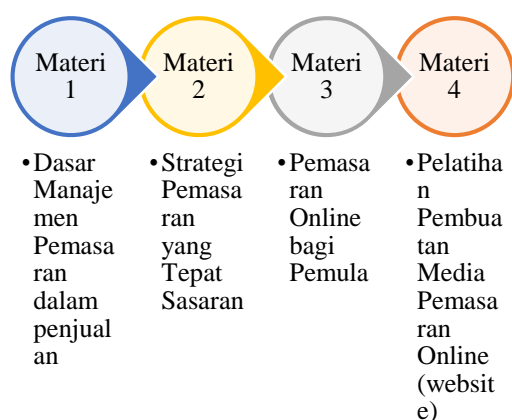 Materi
1
Materi
2
Materi
3
Materi
4
•Dasar
Manaje
men
Pemasa
ran
dalam
penjual
an
•Strategi
Pemasa
ran
yang
Tepat
Sasaran
•Pemasa
ran
Online
bagi
Pemula
•Pelatiha
n
Pembua
tan
Media
Pemasa
ran
Online
(websit
e)